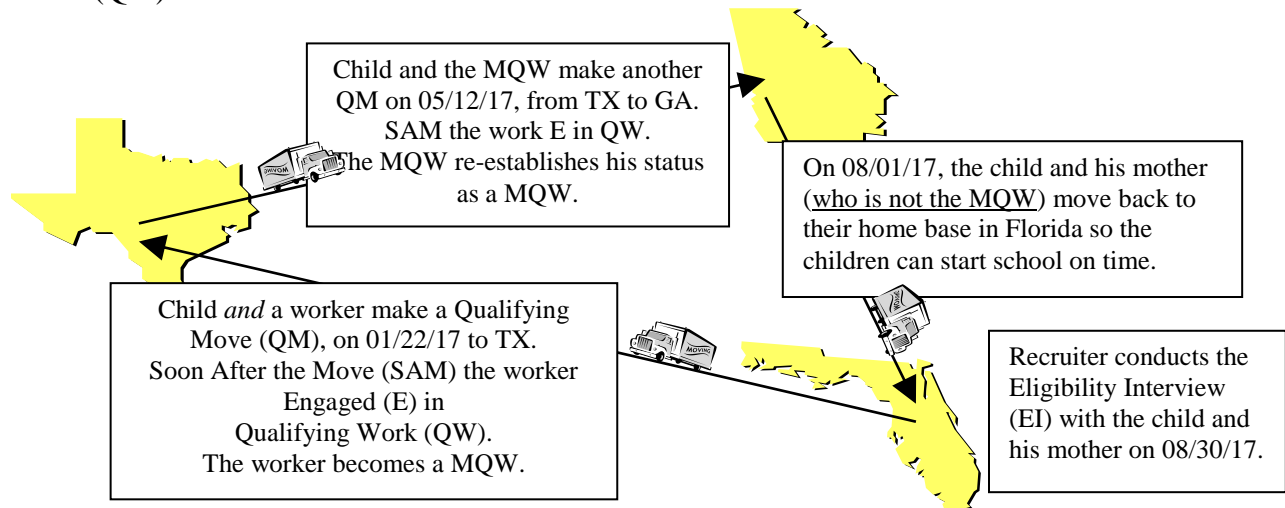 (QM)
Child and the MQW make another
QM on 05/12/17, from TX to GA.
SAM the work E in QW.
The MQW re-establishes his status
as a MQW.
MOVING
On 08/01/17, the child and his mother
(who is not the MQW) move back to
their home base in Florida so the
children can start school on time.
MOVING
Child and a worker make a Qualifying
Move (QM), on 01/22/17 to TX.
Soon After the Move (SAM) the worker
Engaged (E) in
Qualifying Work (QW).
The worker becomes a MQW.
MOVING
Recruiter conducts the
Eligibility Interview
(EI) with the child and
his mother on 08/30/17.